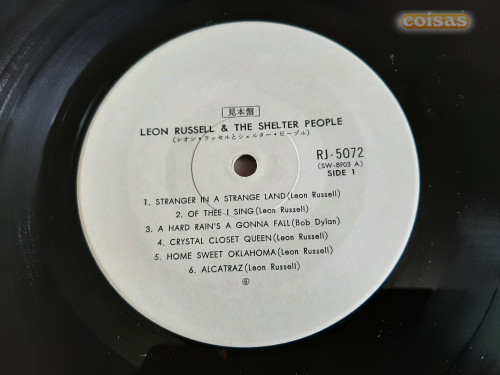 eoisas
見本盤
LEON RUSSELL & THE SHELTER PEOPLE
(レオン・ラッセルとシェルター・ピープル)
RJ-5072
(SW-8903 A)
SIDE 1
1. STRANGER IN A STRANGE LAND(Leon Russell)
2. OF THEE I SING(Leon Russell)
3. A HARD RAIN'S A GONNA FALL(Bob Dylan)
4. CRYSTAL CLOSET QUEEN(Leon Russell)
5. HOME SWEET OKLAHOMA(Leon Russell)
6. ALCATRAZ(Leon Russell)